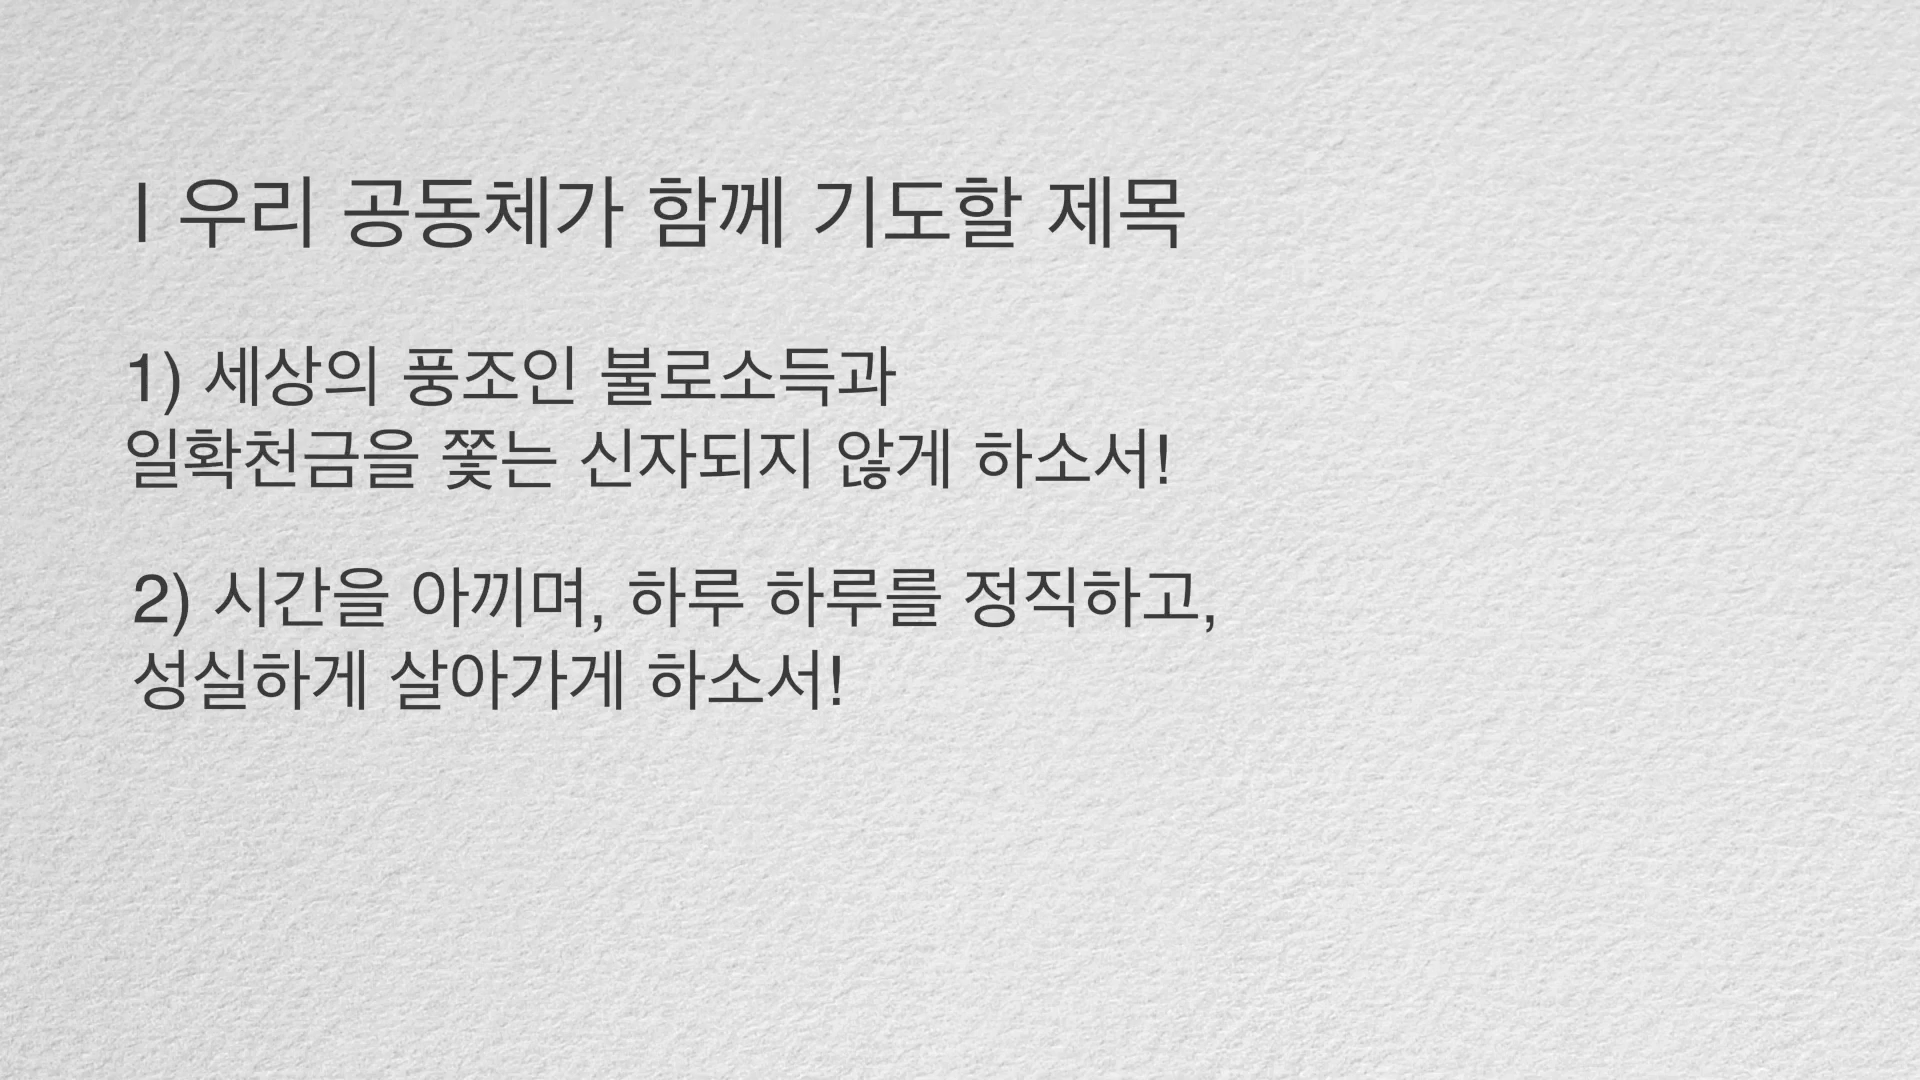 | 우리 공동체가 함께 기도할 제목
1) 세상의 풍조인 불로소득과
일확천금을 쫓는 신자되지 않게 하소서!
2) 시간을 아끼며, 하루 하루를 정직하고,
성실하게 살아가게 하소서!